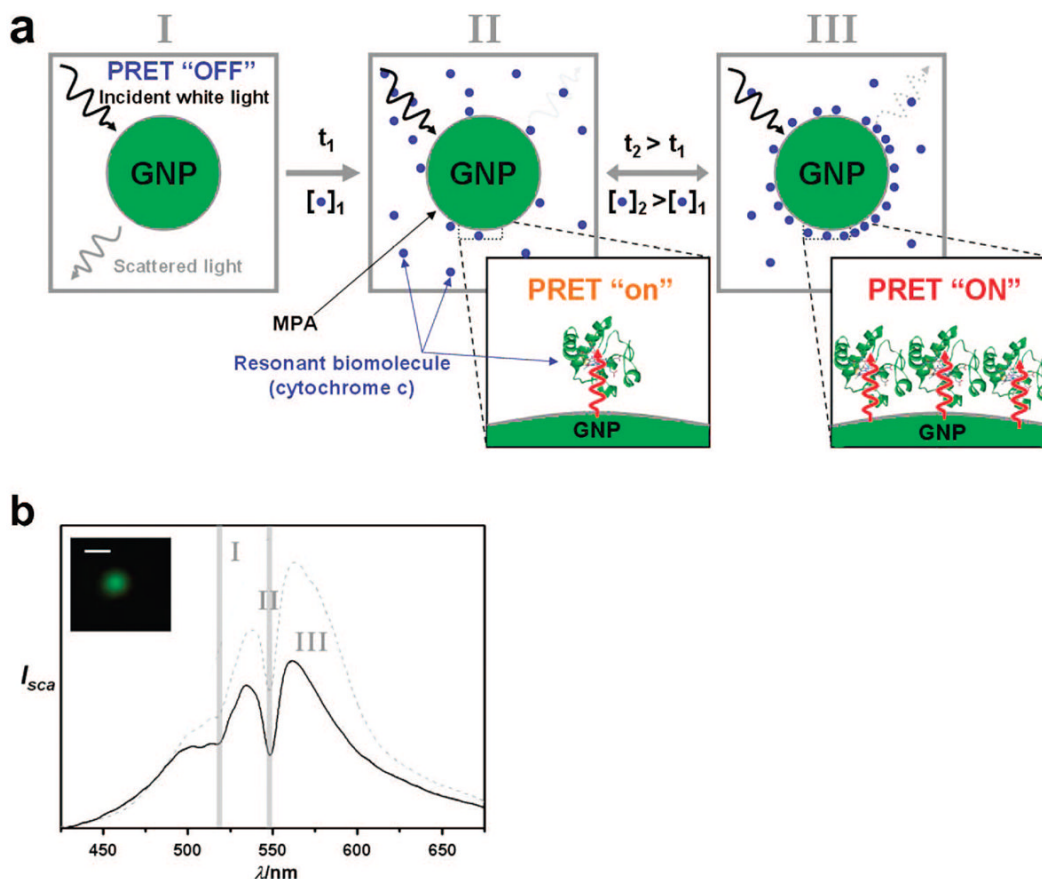 a
I
II
III
PRET “OFF”
Incident white light
GNP
Scattered light
t1
[•]1
GNP
t2 > t1
[•]2 >[•]1
GNP
MPA
Resonant biomolecule
(cytochrome c)
PRET “on”
GNP
PRET “ON”
GNP
b
I
II
III
Isca
450
500
550
600
650
λ/nm